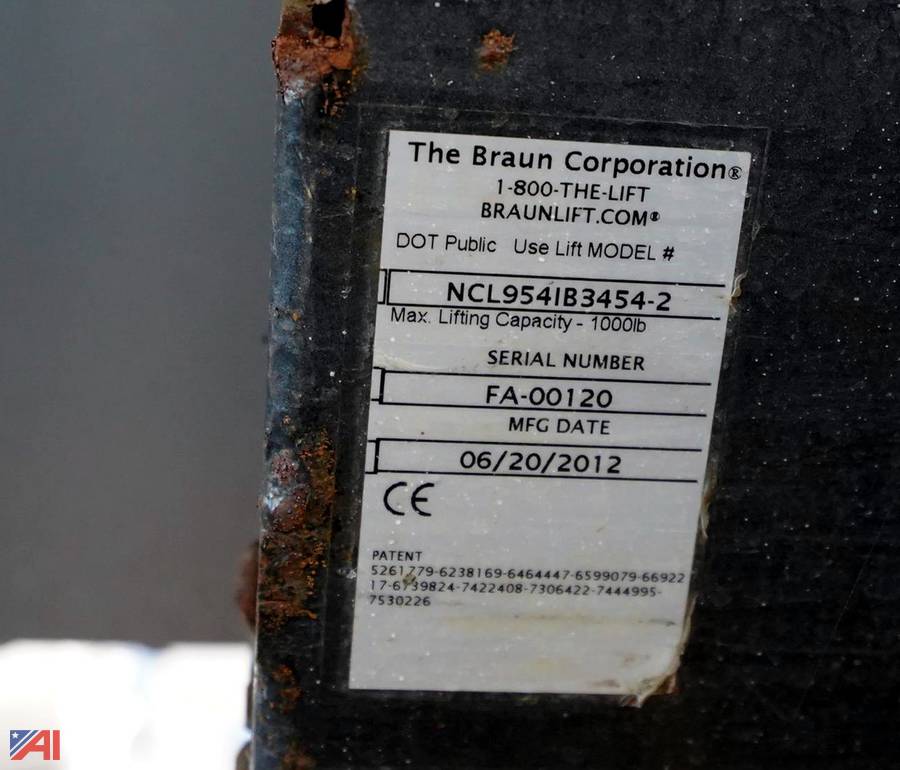 The Braun Corporation®
1-800-THE-LIFT
BRAUNLIFT.COM®
DOT Public Use Lift MODEL #
NCL954IB3454-2
Max. Lifting Capacity - 1000lb
SERIAL NUMBER
FA-00120
MFG DATE
06/20/2012
CE
PATENT
5261779-6238169-6464447-6599079-66922
17-6739824-7422408-7306422-7444995-
7530226
AI